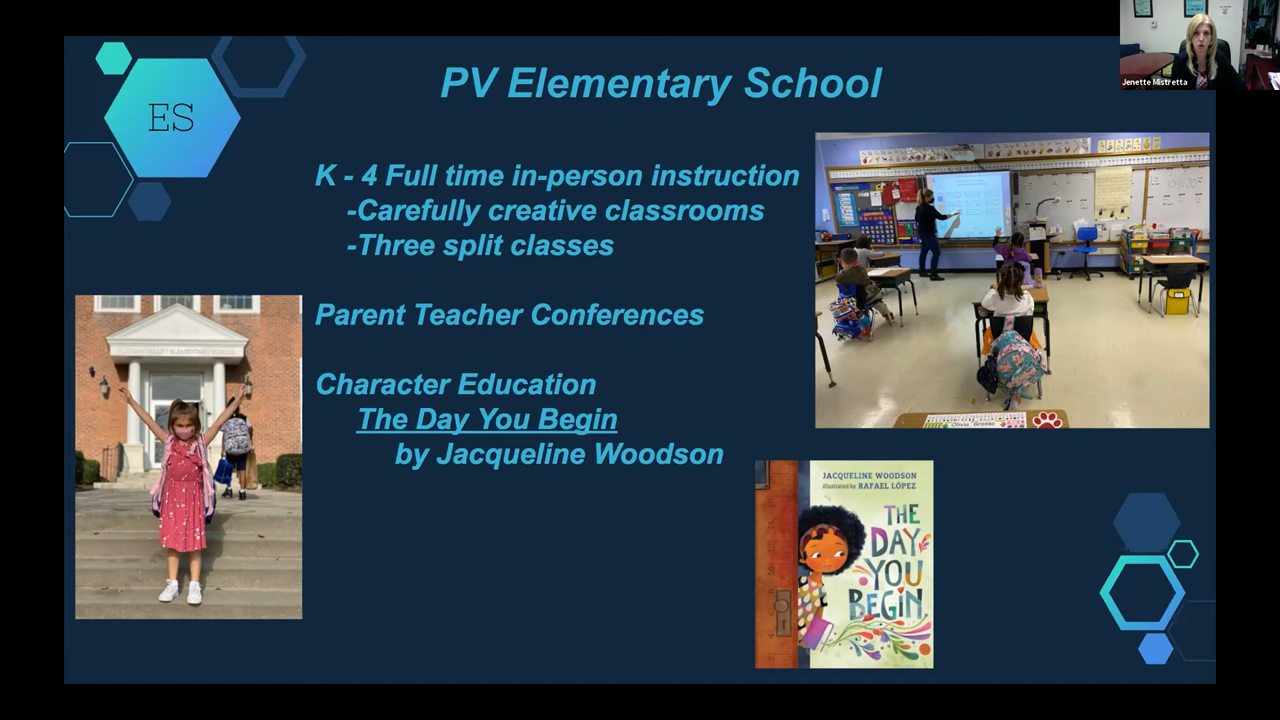 Jenette Mistretta
ES
PV Elementary School
K - 4 Full time in-person instruction
-Carefully creative classrooms
-Three split classes
Parent Teacher Conferences
Character Education
The Day You Begin
by Jacqueline Woodson
JACQUELINE WOODSON
illustrated by RAFAEL LÓPEZ
THE
DAY
YOU
BEGIN